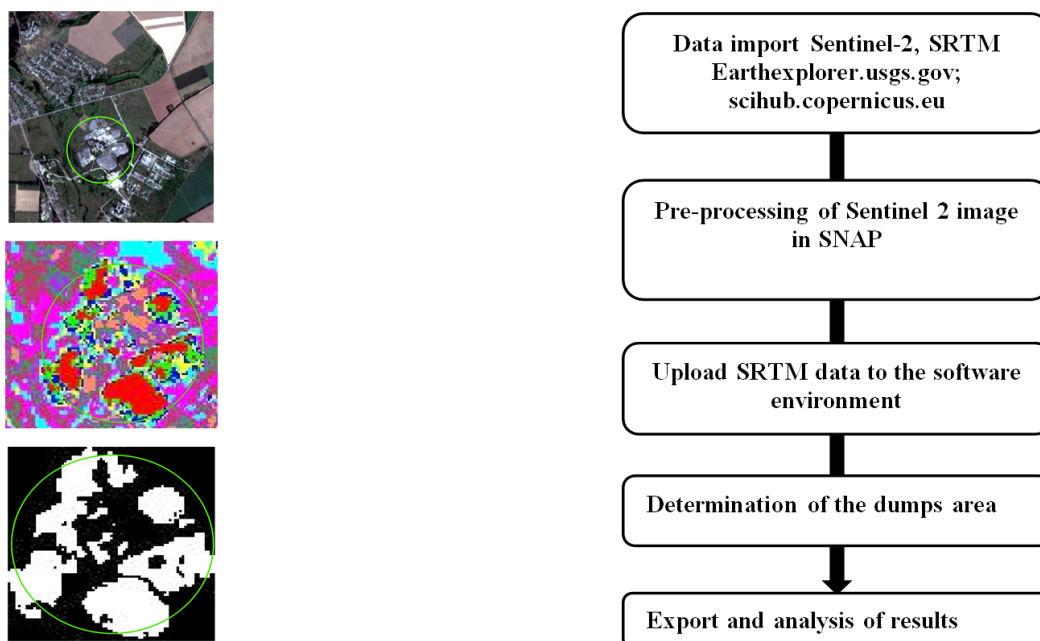 Data import Sentinel-2, SRTM
Earthexplorer.usgs.gov;
scihub.copernicus.eu
Pre-processing of Sentinel 2 image
in SNAP
Upload SRTM data to the software
environment
Determination of the dumps area
Export and analysis of results